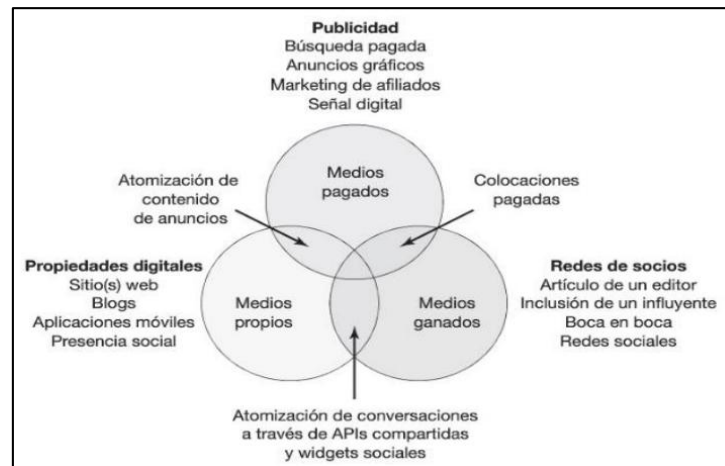 Publicidad
Búsqueda pagada
Anuncios gráficos
Marketing de afiliados
Señal digital
Medios
pagados
Atomización de
contenido
de anuncios
Colocaciones
pagadas
Propiedades digitales
Sitio(s) web
Blogs
Aplicaciones móviles
Presencia social
Medios
propios
Medios
ganados
Redes de socios
Artículo de un editor
Inclusión de un influyente
Boca en boca
Redes sociales
Atomización de conversaciones
a través de APIs compartidas
y widgets sociales